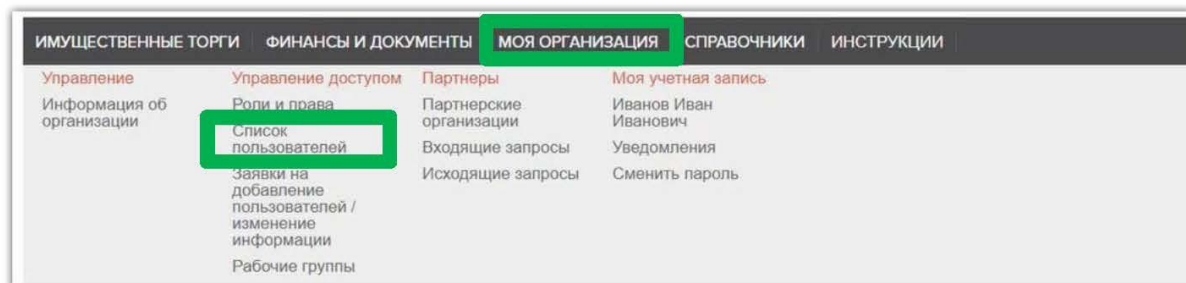 ИМУЩЕСТВЕННЫЕ ТОРГИ ФИНАНСЫ И ДОКУМЕНТЫ МОЯ ОРГАНИЗАЦИЯ СПРАВОЧНИКИ ИНСТРУКЦИИ
Управление
Информация об
организации
Управление доступом
Роли и права
Список
пользователей
Заявки на
добавление
пользователей /
изменение
информации
Рабочие группы
Партнеры
Партнерские
организации
Входящие запросы
Исходящие запросы
Моя учетная запись
Иванов Иван
Иванович
Уведомления
Сменить пароль